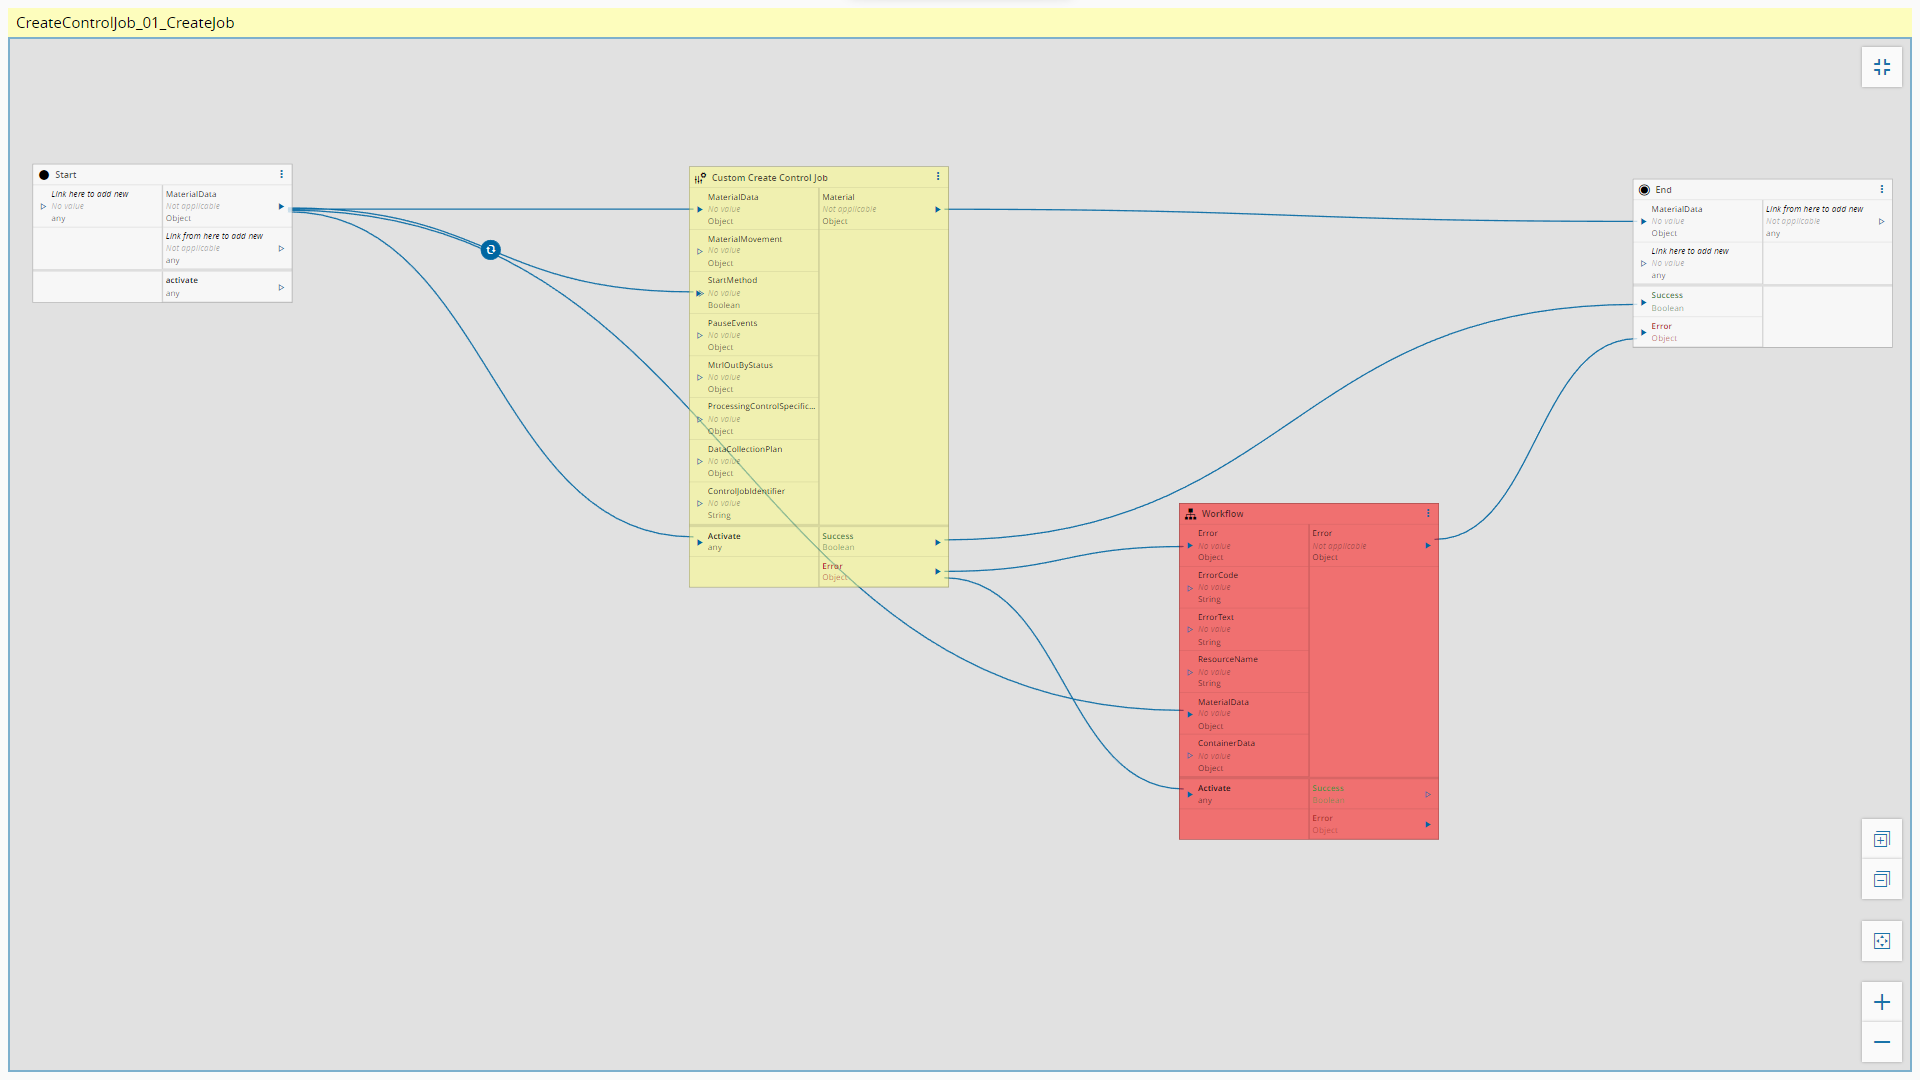 CreateControlJob_01_CreateJob
Start
Link here to add new
No value
any
MaterialData
Not applicable
Object
Link from here to add new
Not applicable
any
activate
any
Custom Create Control Job
MaterialData
No value
Object
MaterialMovement
No value
Object
StartMethod
No value
Boolean
PauseEvents
No value
Object
MtrlOutByStatus
No value
Object
ProcessingControlSpecific...
No value
Object
DataCollectionPlan
No value
Object
ControlJobIdentifier
No value
String
Material
Not applicable
Object
Activate
any
Success
Boolean
Error
Object
Workflow
Error
No value
Object
ErrorCode
No value
String
ErrorText
No value
String
ResourceName
No value
String
MaterialData
No value
Object
ContainerData
No value
Object
Error
Not applicable
Object
Activate
any
Success
Boolean
Error
Object
End
MaterialData
No value
Object
Link here to add new
No value
any
Link from here to add new
Not applicable
any
Success
Boolean
Error
Object